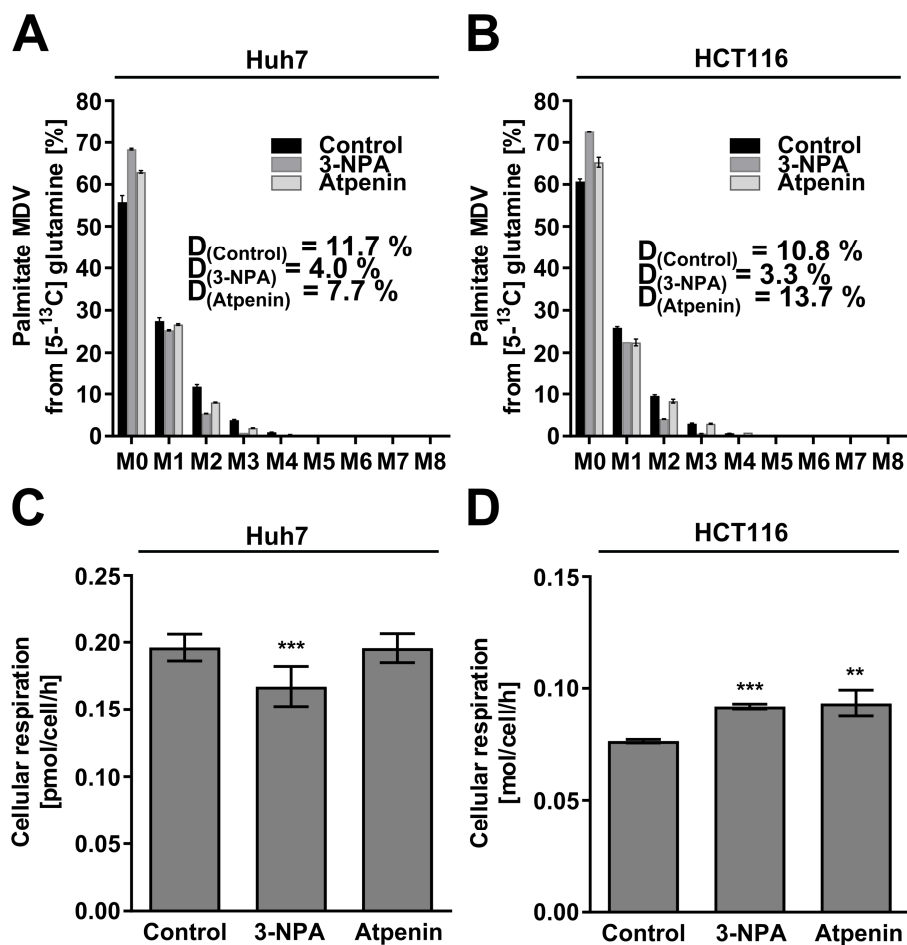 A
Huh7
Palmitate MDV
from [5-¹³C] glutamine [%]
80
70
60
50
40
30
20
10
0
Control
3-NPA
Atpenin
D(Control) = 11.7 %
D(3-NPA) = 4.0 %
D(Atpenin) = 7.7 %
M0 M1 M2 M3 M4 M5 M6 M7 M8
B
HCT116
Palmitate MDV
from [5-¹³C] glutamine [%]
80
70
60
50
40
30
20
10
0
Control
3-NPA
Atpenin
D(Control) = 10.8 %
D(3-NPA) = 3.3 %
D(Atpenin) = 13.7 %
M0 M1 M2 M3 M4 M5 M6 M7 M8
C
Huh7
Cellular respiration
[pmol/cell/h]
0.25
0.20
0.15
0.10
0.05
0.00
***
Control 3-NPA Atpenin
D
HCT116
Cellular respiration
[mol/cell/h]
0.15
0.10
0.05
0.00
***
**
Control 3-NPA Atpenin